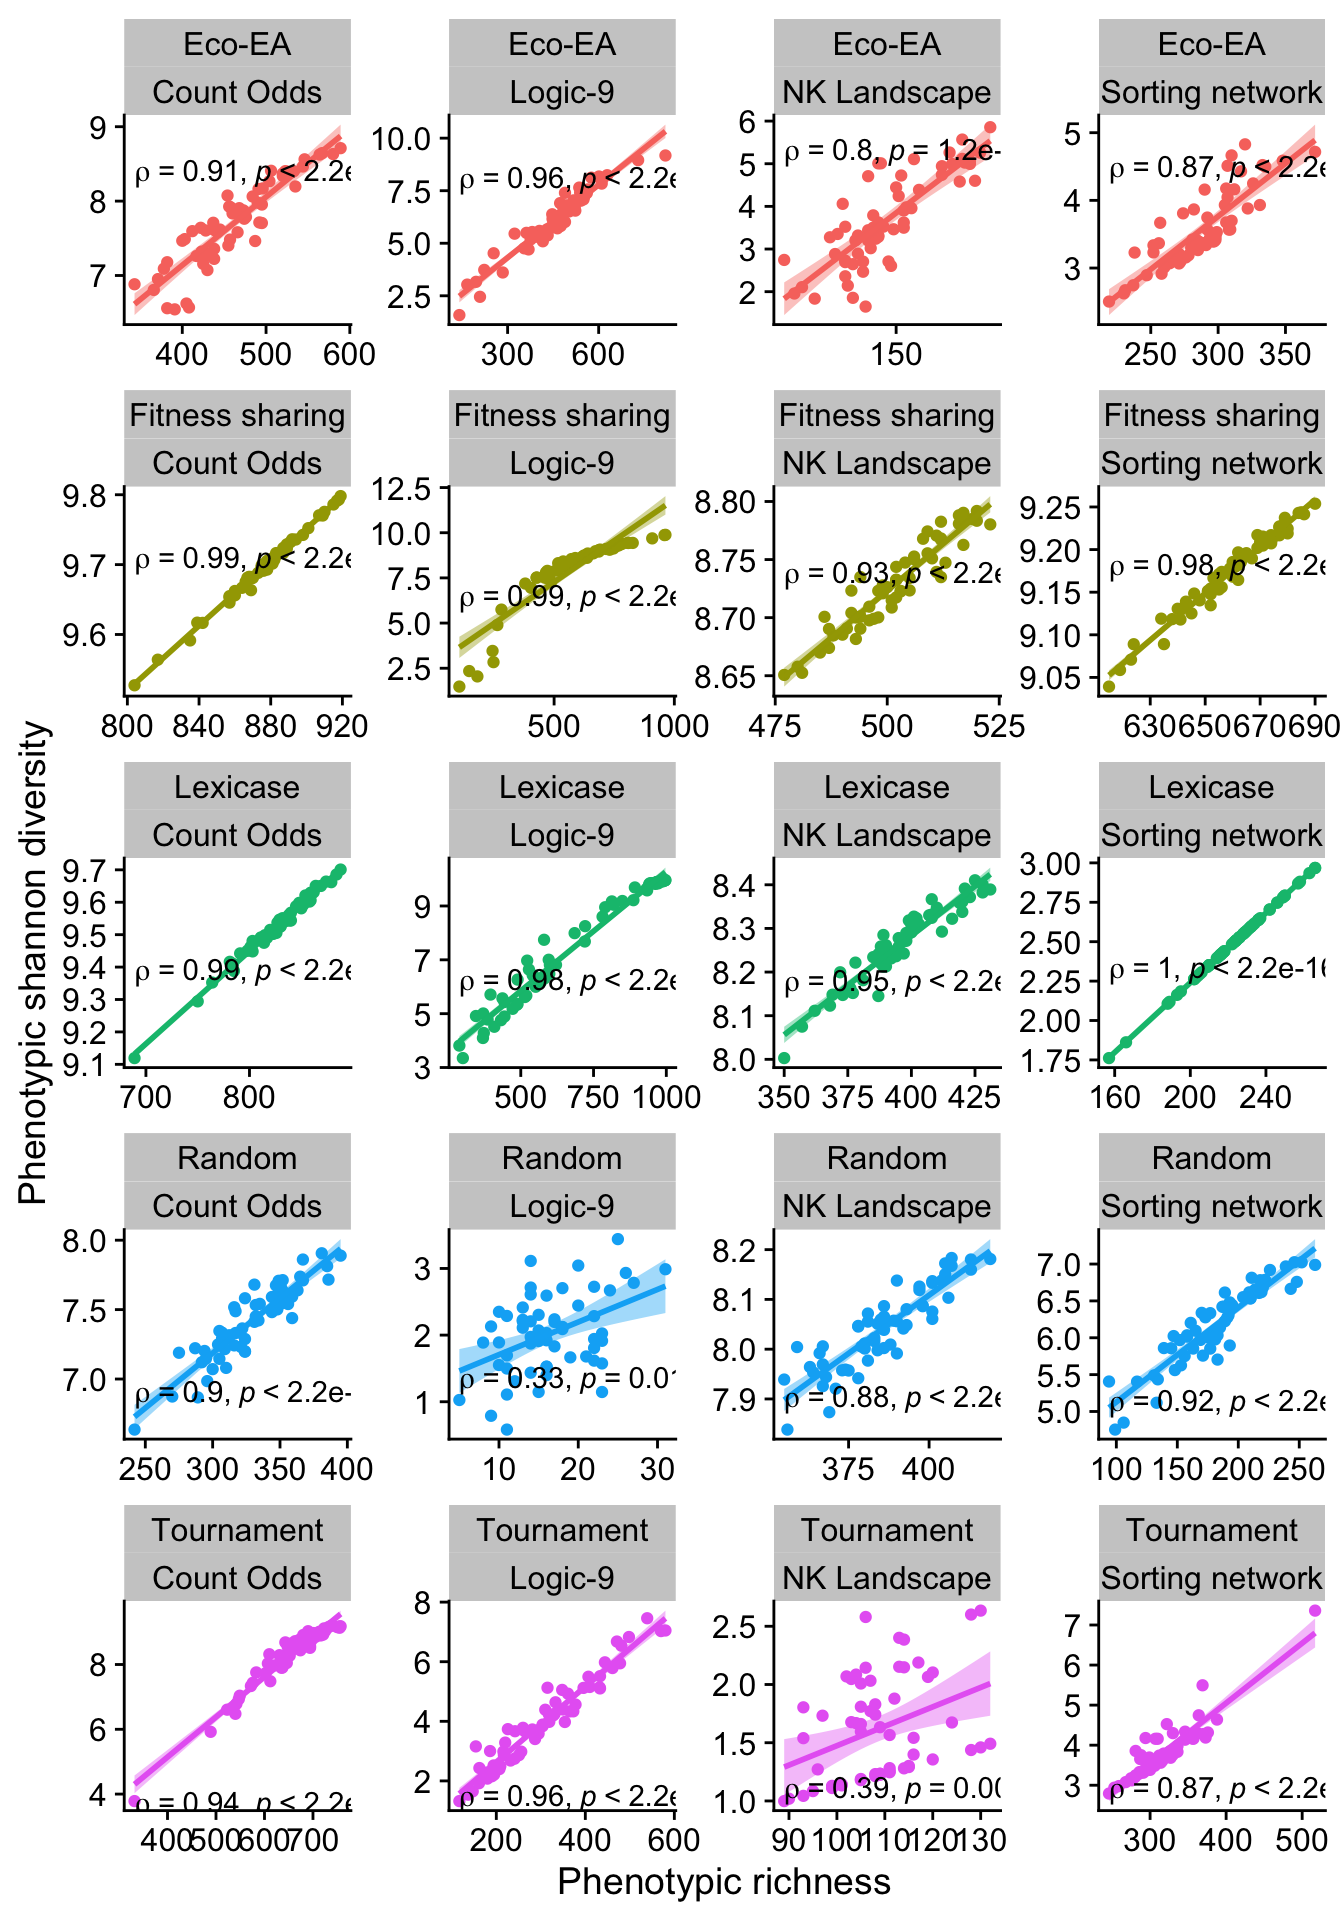 Eco-EA
Count Odds
Eco-EA
Logic-9
Eco-EA
NK Landscape
Eco-EA
Sorting network
9
8
7
ρ = 0.91, p < 2.2e
400 500 600
10.0
7.5
5.0
2.5
ρ = 0.96, p < 2.2e
300 600
6
5
4
3
2
ρ = 0.8, p = 1.2e-
150
5
4
3
ρ = 0.87, p < 2.2e
250 300 350
Fitness sharing
Count Odds
Fitness sharing
Logic-9
Fitness sharing
NK Landscape
Fitness sharing
Sorting network
9.8
9.7
9.6
ρ = 0.99, p < 2.2e
800 840 880 920
12.5
10.0
7.5
5.0
2.5
ρ = 0.99, p < 2.2e
500 1000
8.80
8.75
8.70
8.65
ρ = 0.93, p < 2.2e
475 500 525
9.25
9.20
9.15
9.10
9.05
ρ = 0.98, p < 2.2e
630 650 670 690
Phenotypic shannon diversity
Lexicase
Count Odds
Lexicase
Logic-9
Lexicase
NK Landscape
Lexicase
Sorting network
9.7
9.6
9.5
9.4
9.3
9.2
9.1
ρ = 0.99, p < 2.2e
700 800
9
7
5
3
ρ = 0.98, p < 2.2e
500 750 1000
8.4
8.3
8.2
8.1
8.0
ρ = 0.95, p < 2.2e
350 375 400 425
3.00
2.75
2.50
2.25
2.00
1.75
ρ = 1, p < 2.2e-16
160 200 240
Random
Count Odds
Random
Logic-9
Random
NK Landscape
Random
Sorting network
8.0
7.5
7.0
ρ = 0.9, p < 2.2e-
250 300 350 400
3
2
1
ρ = 0.33, p = 0.01
10 20 30
8.2
8.1
8.0
7.9
ρ = 0.88, p < 2.2e
375 400
7.0
6.5
6.0
5.5
5.0
ρ = 0.92, p < 2.2e
100 150 200 250
Tournament
Count Odds
Tournament
Logic-9
Tournament
NK Landscape
Tournament
Sorting network
8
6
4
ρ = 0.94, p < 2.2e
400 500 600 700
8
6
4
2
ρ = 0.96, p < 2.2e
200 400 600
2.5
2.0
1.5
1.0
ρ = 0.39, p = 0.00
90 100 110 120 130
7
6
5
4
3
ρ = 0.87, p < 2.2e
300 400 500
Phenotypic richness